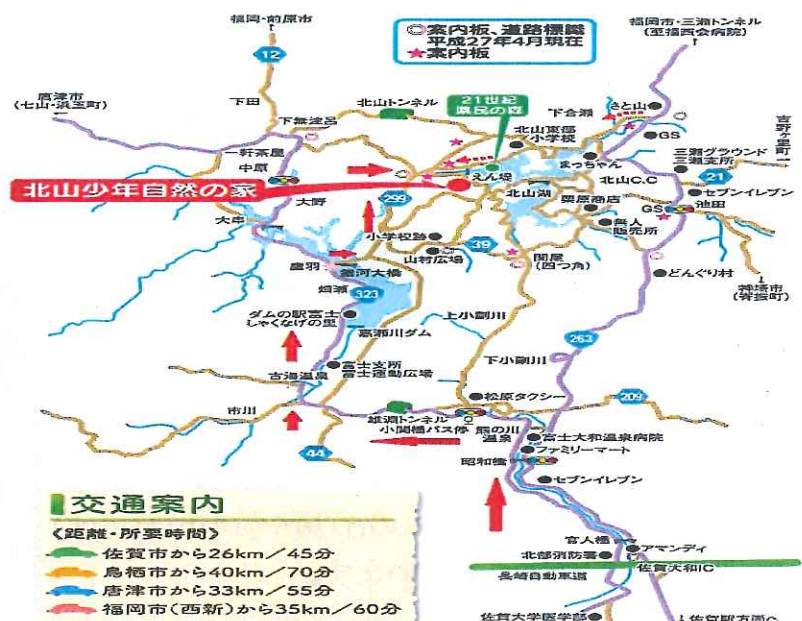 福岡・前原市
◎案内板、道路標識
平成27年4月現在
★案内板
福岡市・三瀬トンネル
(至福西会病院)
12
唐津市
(七山・浜玉町)
下田
下無津呂
北山トンネル
21世紀
県民の森
下合瀬
さと山
GS
吉野ヶ里町
北山東部
小学校
まっちゃん
三瀬グラウンド
三瀬支所
一軒茶屋
中原
えん堤
北山湖
北山C.C
21
セブンイレブン
北山少年自然の家
大野
大串
299
栗原商店
GS
池田
無人
販売所
小学校跡
39
山村広場
関屋
(四つ角)
どんぐり村
神埼市
(脊振町)
鷹羽
銀河大橋
畑瀬
323
ダムの駅富士
しゃくなげの里
嘉瀬川ダム
上小副川
263
下小副川
富士支所
富士運動広場
古湯温泉
市川
松原タクシー
209
雄淵トンネル
小関橋バス停
熊の川
温泉
富士大和温泉病院
ファミリーマート
昭和橋
44
セブンイレブン
交通案内
《距離・所要時間》
佐賀市から26km/45分
鳥栖市から40km/70分
唐津市から33km/55分
福岡市(西新)から35km/60分
官人橋
アマンディ
北部消防署
佐賀大和IC
長崎自動車道
佐賀大学医学部